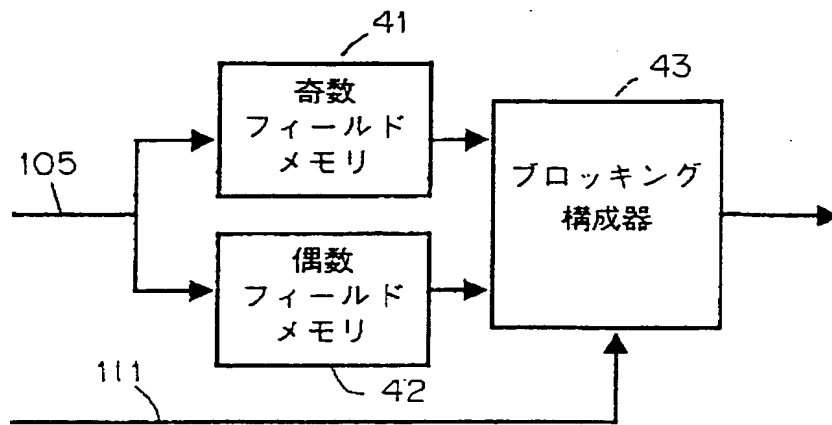 41
奇数
フィールド
メモリ
43
ブロッキング
構成器
105
偶数
フィールド
メモリ
42
111